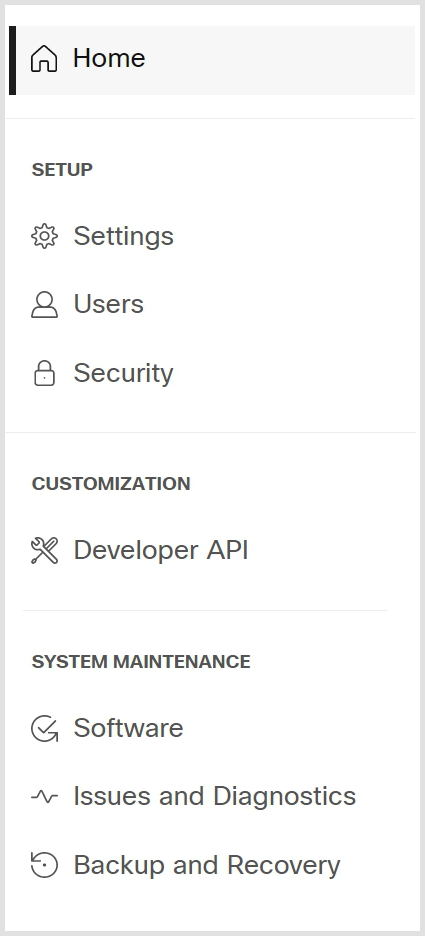 Home
SETUP
Settings
Users
Security
CUSTOMIZATION
Developer API
SYSTEM MAINTENANCE
Software
Issues and Diagnostics
Backup and Recovery